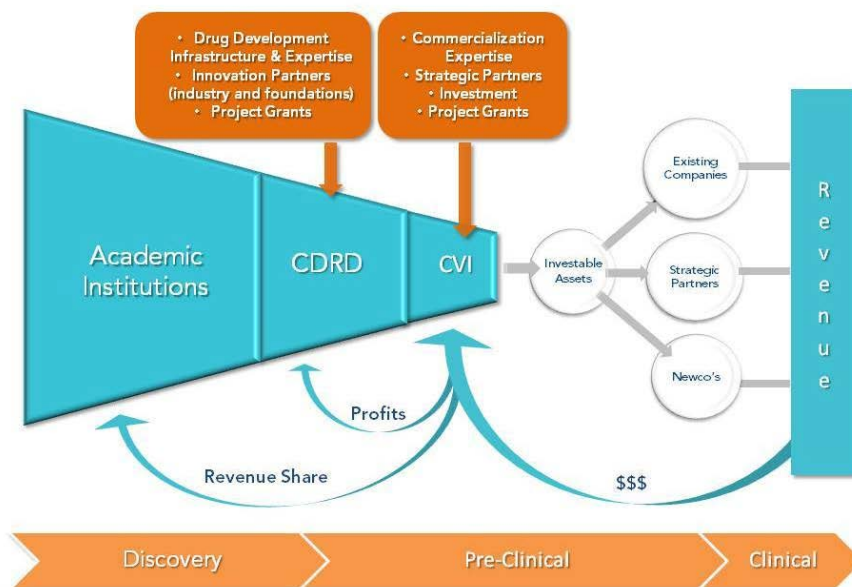 • Drug Development
Infrastructure & Expertise
• Innovation Partners
(industry and foundations)
• Project Grants
• Commercialization
Expertise
• Strategic Partners
• Investment
• Project Grants
Academic
Institutions
CDRD
CVI
Investable
Assets
Existing
Companies
Strategic
Partners
Newco's
Revenue
Profits
Revenue Share
$$$
Discovery
Pre-Clinical
Clinical